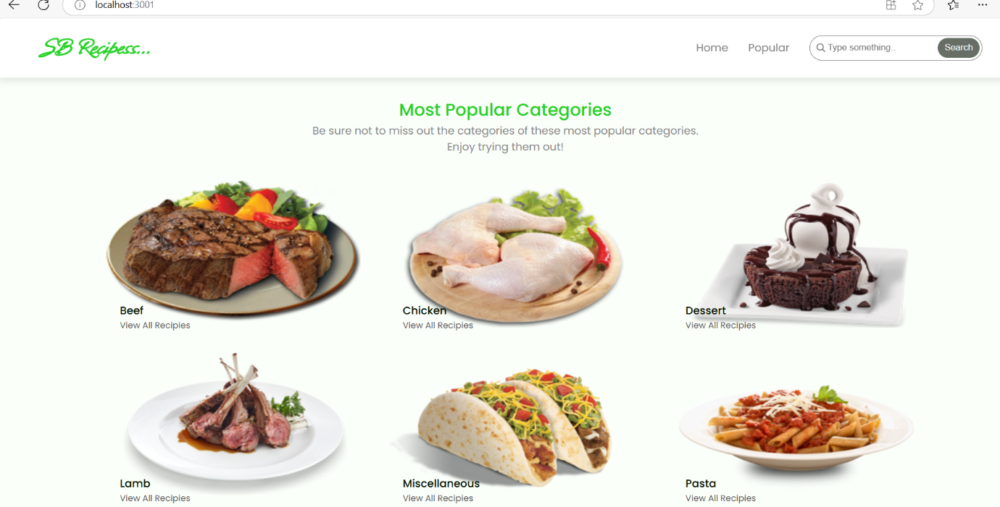 localhost:3001
SB Recipess... Home Popular Type something.. Search
Most Popular Categories
Be sure not to miss out the categories of these most popular categories.
Enjoy trying them out!
Beef Chicken Dessert
View All Recipies View All Recipies View All Recipies
Lamb Miscellaneous Pasta
View All Recipies View All Recipies View All Recipies